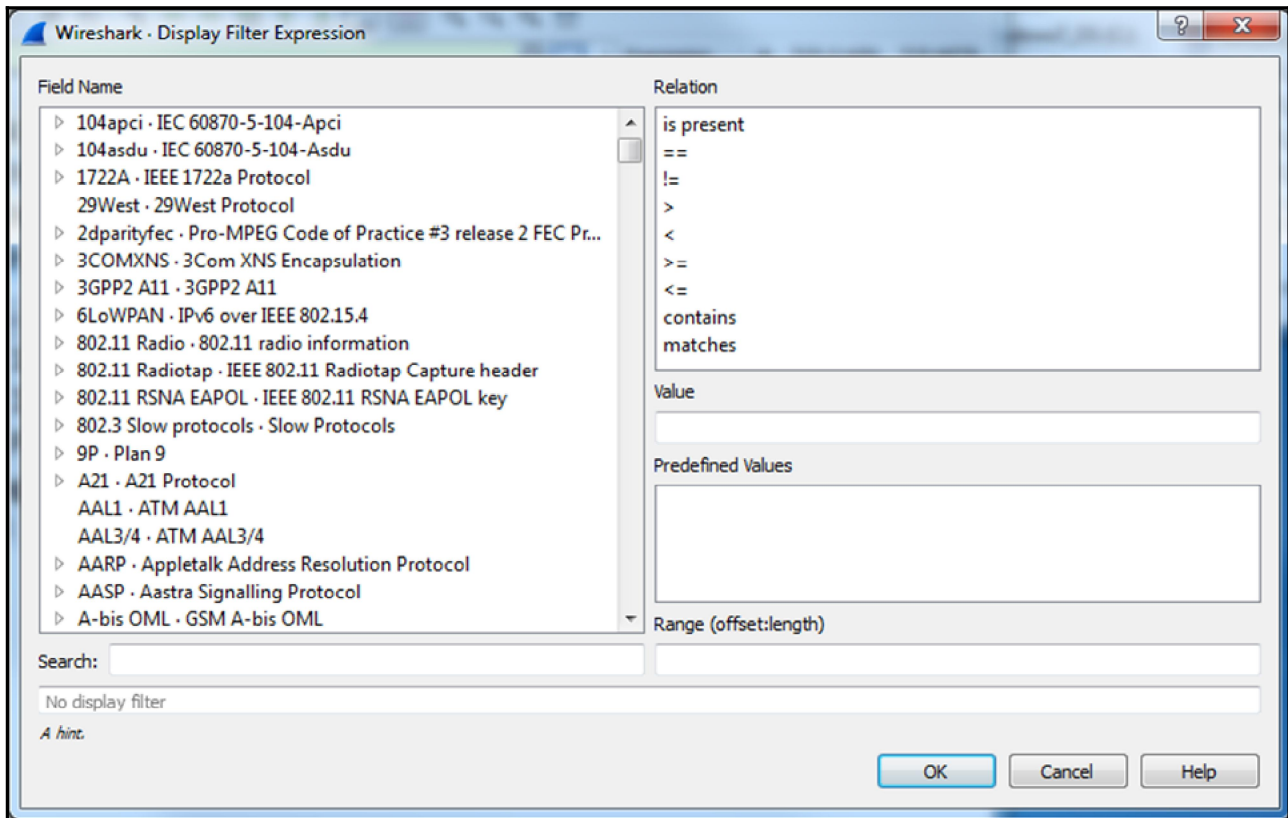 Wireshark · Display Filter Expression
Field Name
104apci · IEC 60870-5-104-Apci
104asdu · IEC 60870-5-104-Asdu
1722A · IEEE 1722a Protocol
29West · 29West Protocol
2dparityfec · Pro-MPEG Code of Practice #3 release 2 FEC Pr...
3COMXNS · 3Com XNS Encapsulation
3GPP2 A11 · 3GPP2 A11
6LoWPAN · IPv6 over IEEE 802.15.4
802.11 Radio · 802.11 radio information
802.11 Radiotap · IEEE 802.11 Radiotap Capture header
802.11 RSNA EAPOL · IEEE 802.11 RSNA EAPOL key
802.3 Slow protocols · Slow Protocols
9P · Plan 9
A21 · A21 Protocol
AAL1 · ATM AAL1
AAL3/4 · ATM AAL3/4
AARP · Appletalk Address Resolution Protocol
AASP · Aastra Signalling Protocol
A-bis OML · GSM A-bis OML
Search:
Relation
is present
==
!=
>
<
>=
<=
contains
matches
Value
Predefined Values
Range (offset:length)
No display filter
A hint.
OK
Cancel
Help